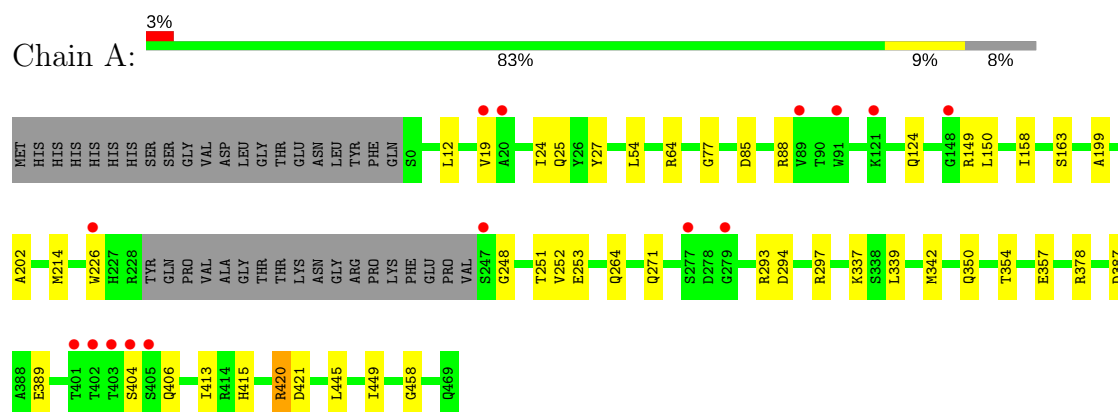 3%
Chain A:
83% 9% 8%
MET HIS HIS HIS HIS HIS HIS SER SER GLY VAL ASP LEU GLY THR GLU ASN LEU TYR PHE GLN S0 L12 V19 A20 I24 Q25 Y26 Y27 L54 R64 G77 D85 R88 V89 T90 W91 K121 Q124 G148 R149 L150 I158 S163 A199
A202 M214 W226 H227 R228 TYR GLN PRO VAL ALA GLY THR THR LYS ASN GLY ARG PRO LYS PHE GLU PRO VAL S247 G248 T251 V252 E253 Q264 Q271 S277 D278 G279 R293 D294 R297 K337 S338 L339 M342 Q350 T354 E357 R378
A388 E389 T401 T402 T403 S404 S405 Q406 I413 R414 H415 R420 D421 L445 I449 G458 Q469